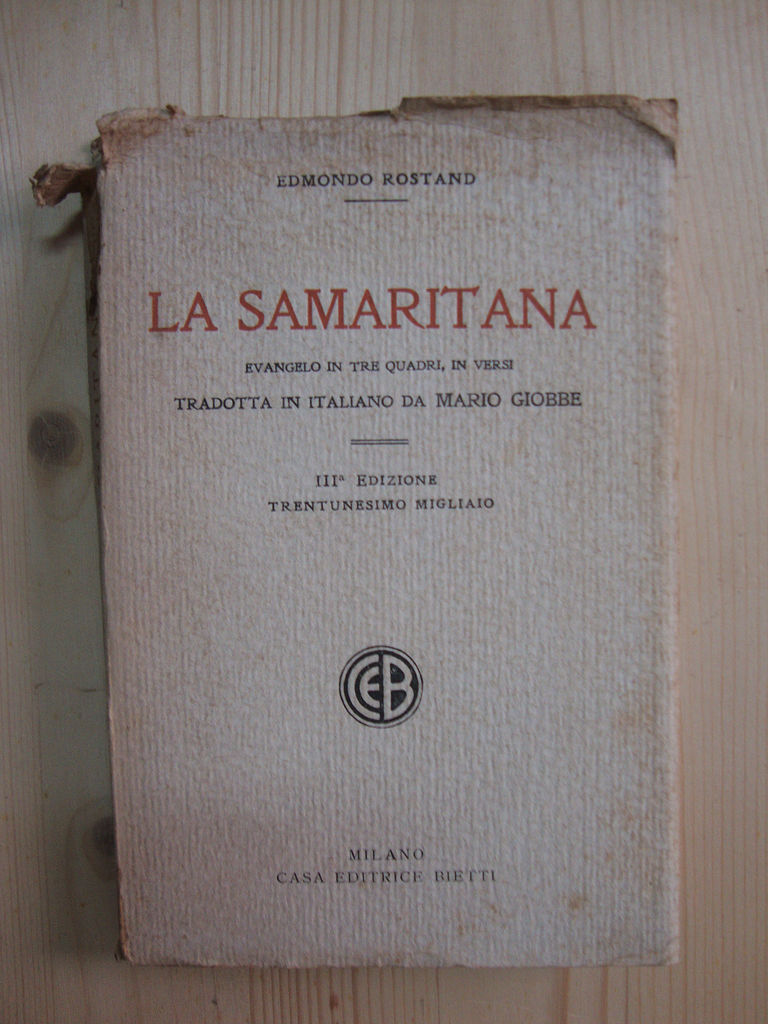 EDMONDO ROSTAND
LA SAMARITANA
EVANGELO IN TRE QUADRI, IN VERSI
TRADOTTA IN ITALIANO DA MARIO GIOBBE
IIIª EDIZIONE
TRENTUNESIMO MIGLIAIO
CEB
MILANO
CASA EDITRICE BIETTI